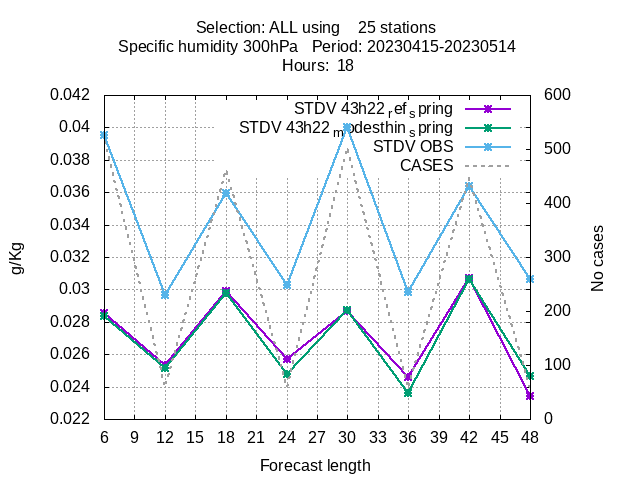 Selection: ALL using    25 stations
Specific humidity 300hPa   Period: 20230415-20230514
Hours:  18
STDV 43h22_ref_spring
STDV 43h22_modesthin_spring
STDV OBS
CASES
g/Kg
0.042
0.04
0.038
0.036
0.034
0.032
0.03
0.028
0.026
0.024
0.022
600
500
400
300
200
100
0
No cases
6 9 12 15 18 21 24 27 30 33 36 39 42 45 48
Forecast length